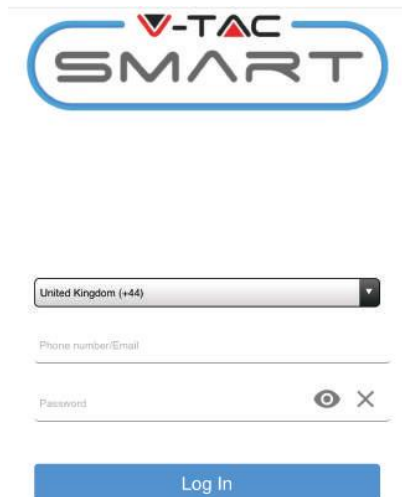 V-TAC
SMART
United Kingdom (+44)
Phone number/Email
Password
Log In